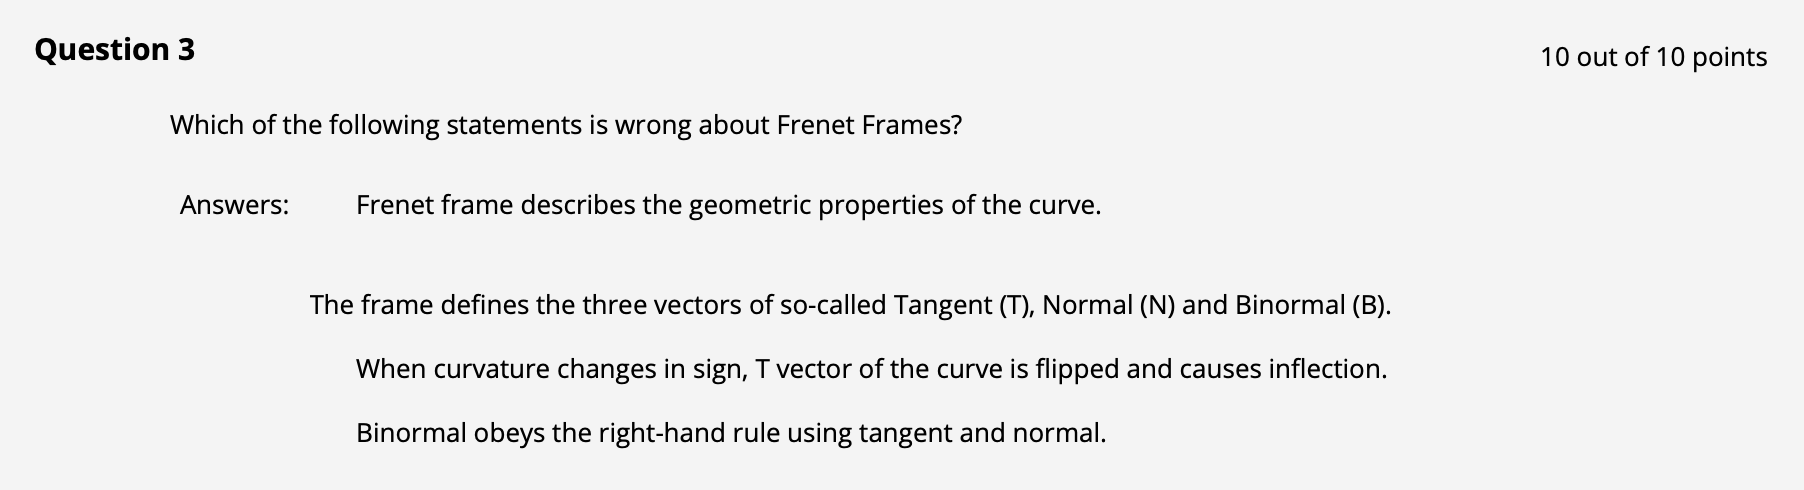 Question 3
10 out of 10 points
Which of the following statements is wrong about Frenet Frames?
Answers: Frenet frame describes the geometric properties of the curve.
The frame defines the three vectors of so-called Tangent (T), Normal (N) and Binormal (B).
When curvature changes in sign, T vector of the curve is flipped and causes inflection.
Binormal obeys the right-hand rule using tangent and normal.